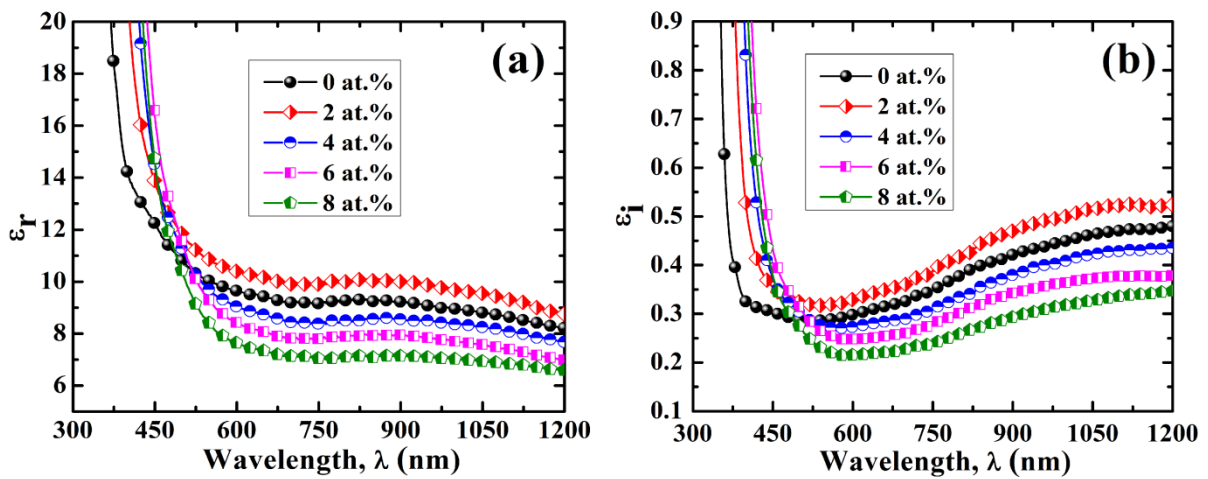 (a)
20
18
16
14
12
10
8
6
εr
0 at.%
2 at.%
4 at.%
6 at.%
8 at.%
300 450 600 750 900 1050 1200
Wavelength, λ (nm)
(b)
0.9
0.8
0.7
0.6
0.5
0.4
0.3
0.2
0.1
εi
0 at.%
2 at.%
4 at.%
6 at.%
8 at.%
300 450 600 750 900 1050 1200
Wavelength, λ (nm)